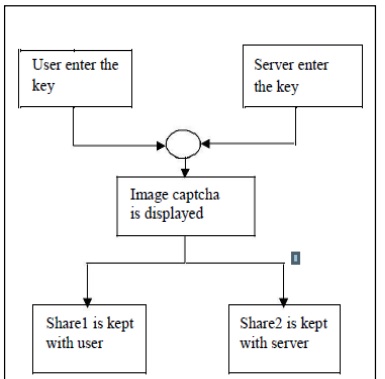 User enter the
key
Server enter
the key
Image captcha
is displayed
Share1 is kept
with user
Share2 is kept
with server